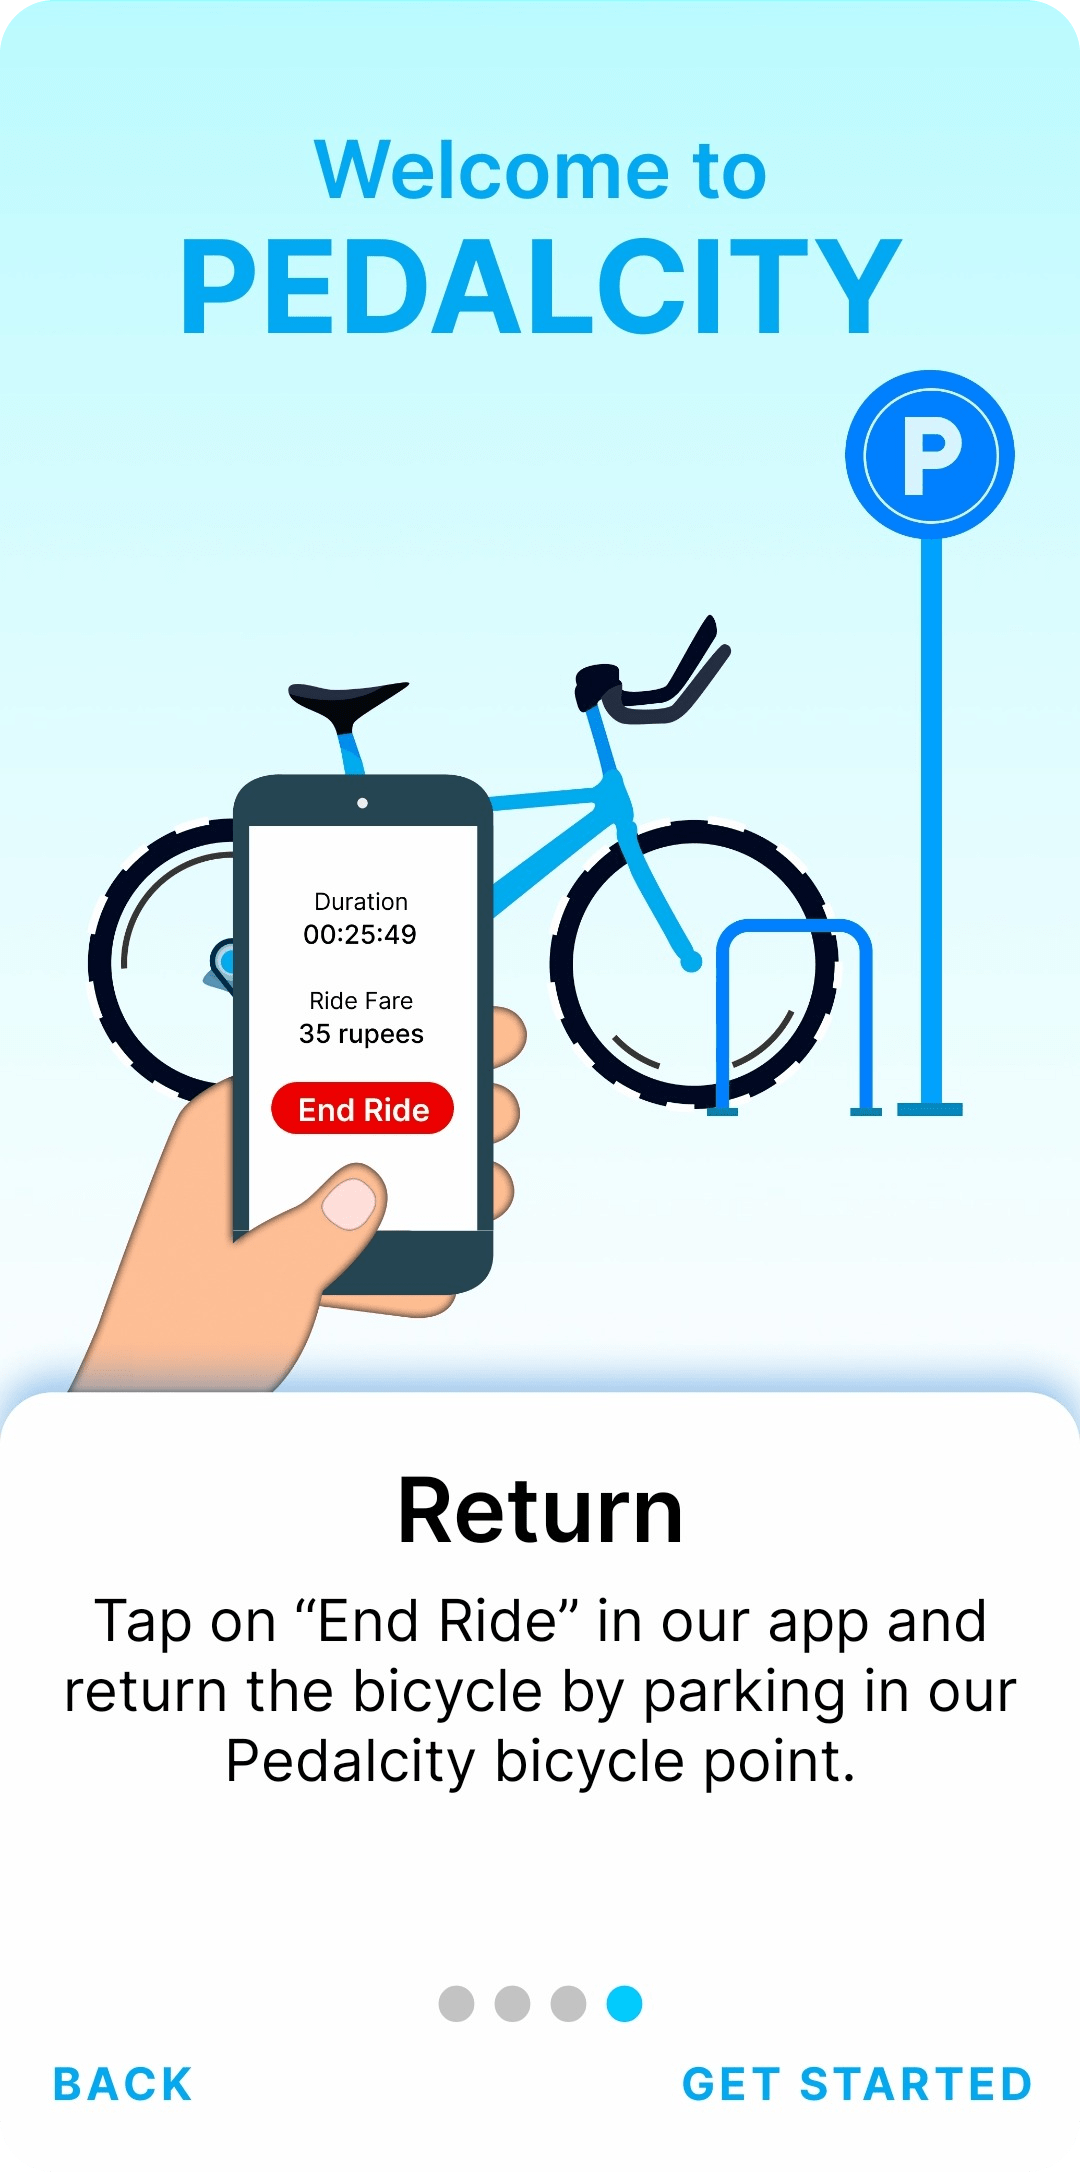 Welcome to
PEDALCITY
P
Duration
00:25:49
Ride Fare
35 rupees
End Ride
Return
Tap on “End Ride” in our app and
return the bicycle by parking in our
Pedalcity bicycle point.
BACK
GET STARTED